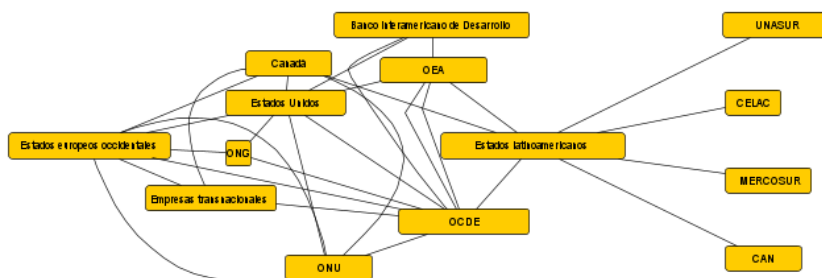 Banco Interamericano de Desarrollo
UNASUR
Canadá
OEA
Estados Unidos
CELAC
Estados europeos occidentales
ONG
Estados latinoamericanos
MERCOSUR
Empresas transnacionales
OCDE
ONU
CAN